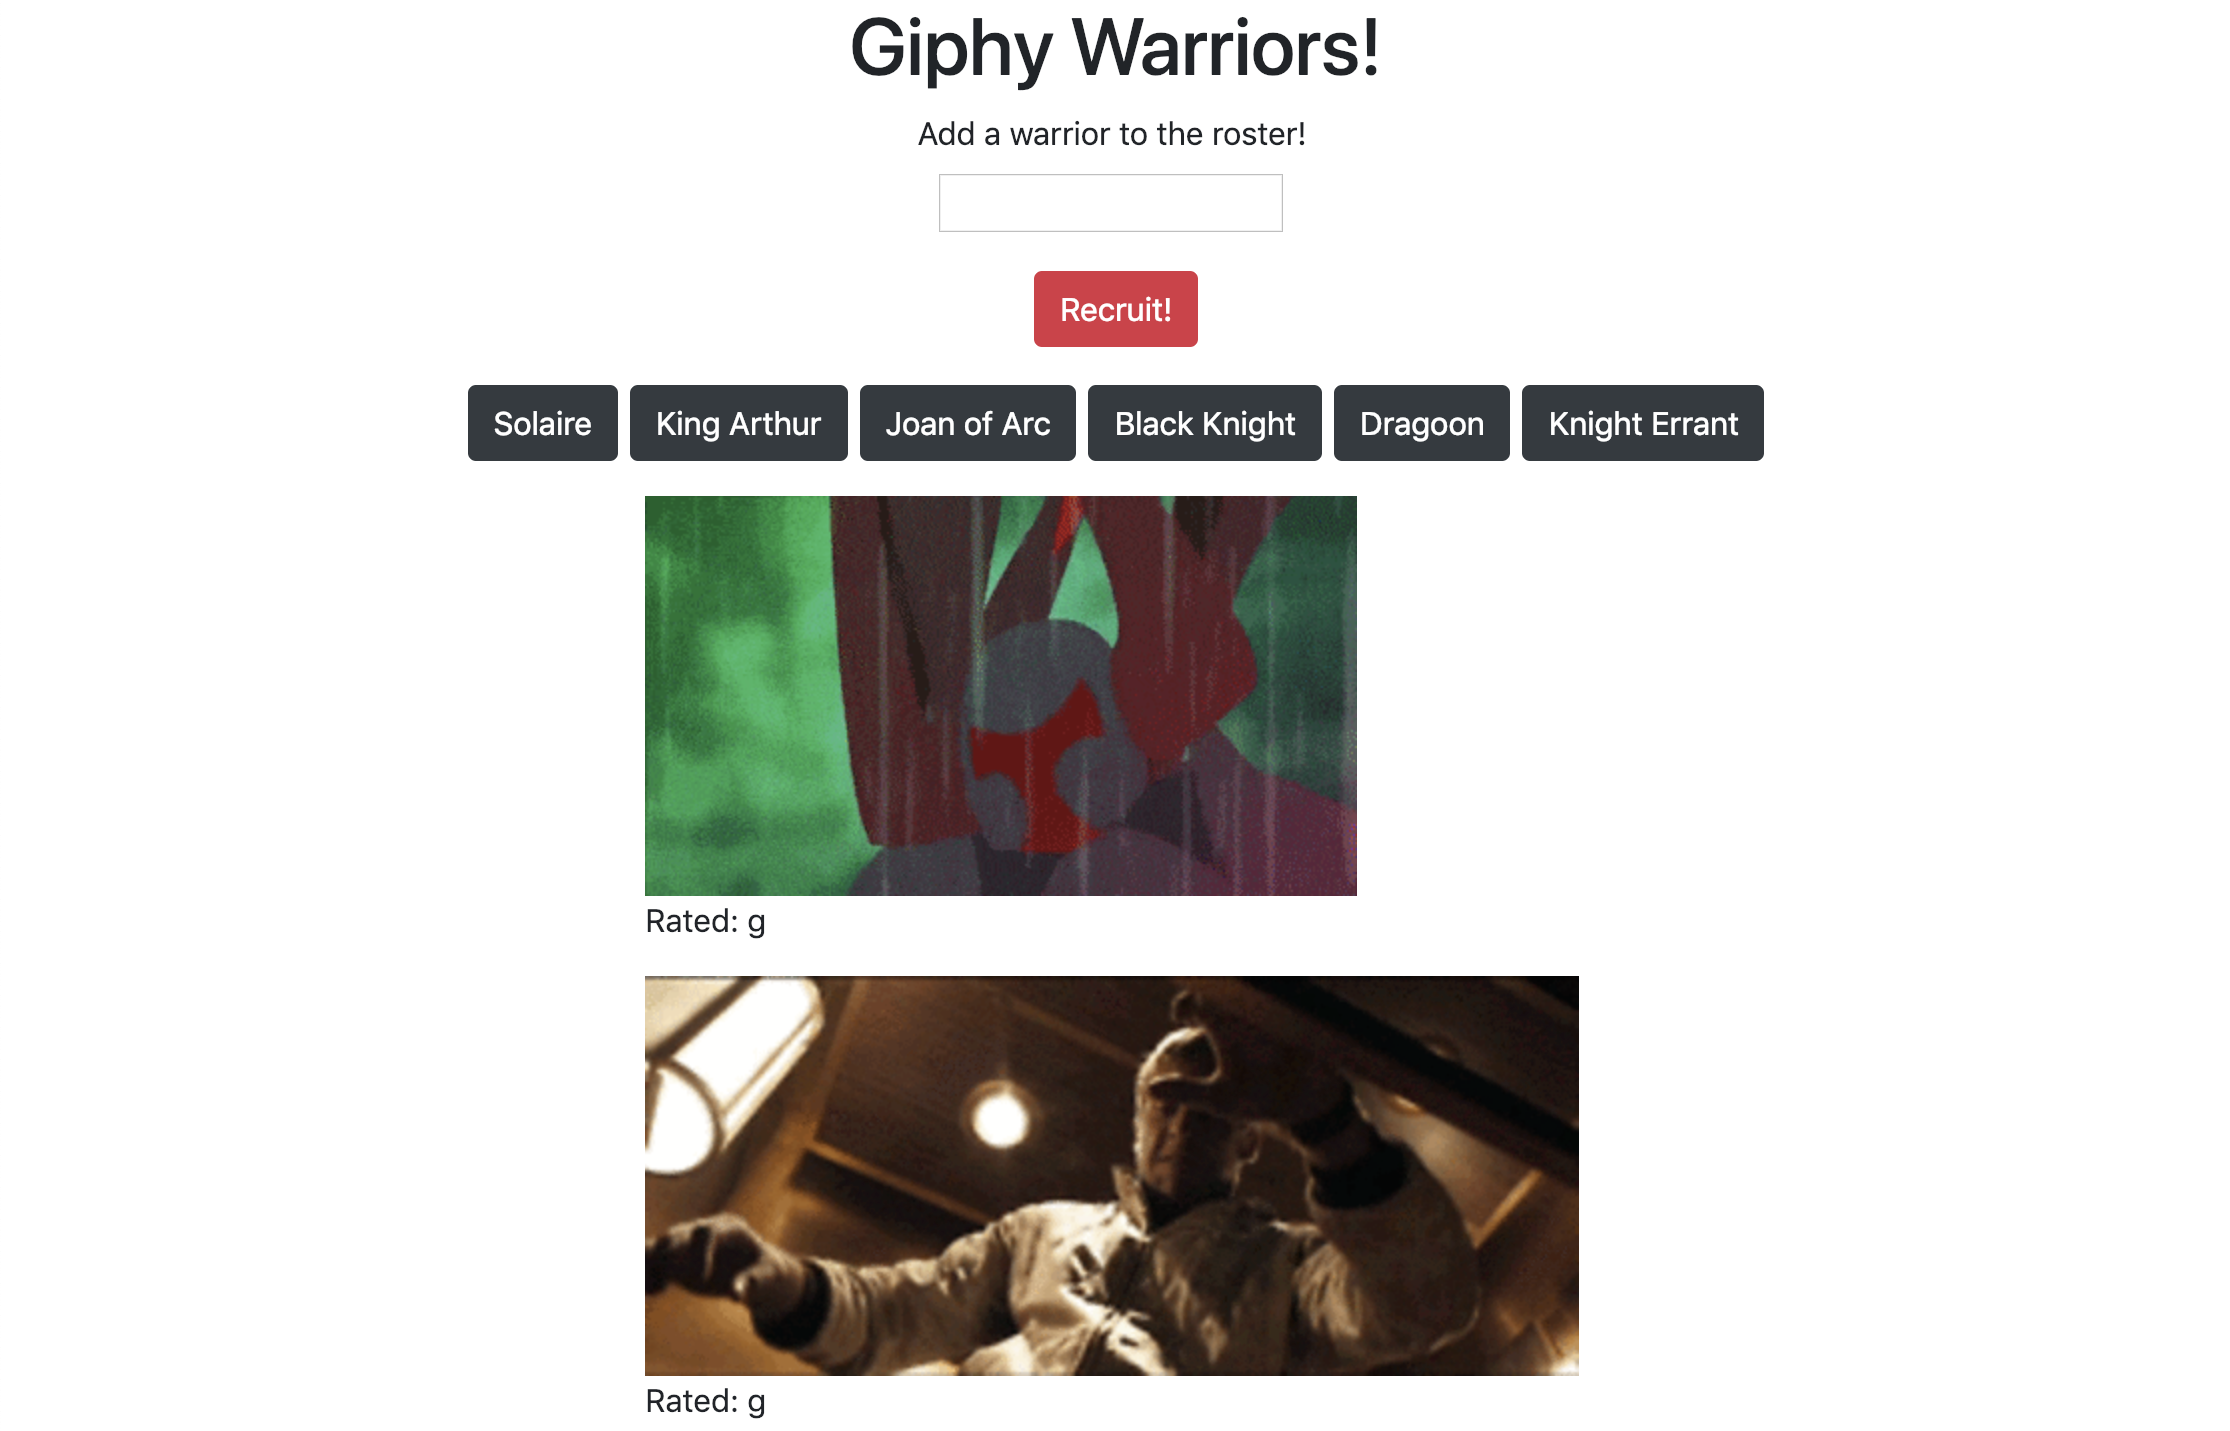 Giphy Warriors!
Add a warrior to the roster!
Recruit!
Solaire King Arthur Joan of Arc Black Knight Dragoon Knight Errant
Rated: g
Rated: g